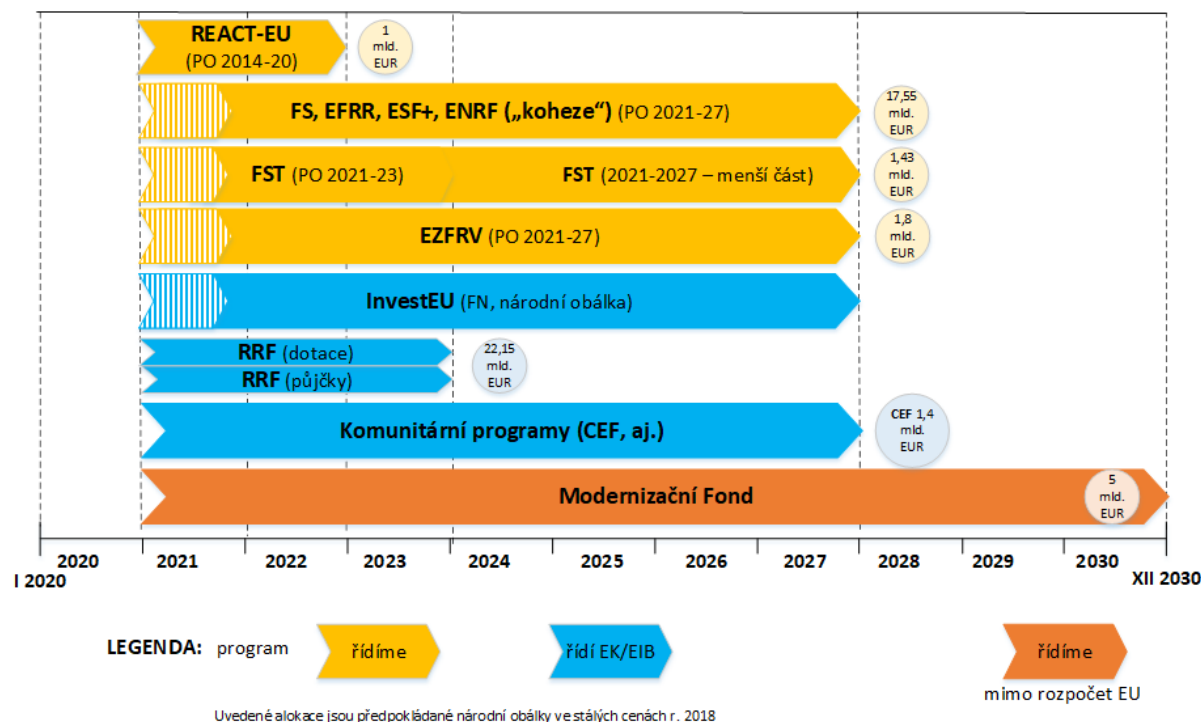 REACT-EU
(PO 2014-20)
1
mld.
EUR
FS, EFRR, ESF+, ENRF („koheze“) (PO 2021-27)
17,55
mld.
EUR
FST (PO 2021-23)
FST (2021-2027 – menší část)
1,43
mld.
EUR
EZFRV (PO 2021-27)
1,8
mld.
EUR
InvestEU (FN, národní obálka)
RRF (dotace)
RRF (půjčky)
22,15
mld.
EUR
Komunitární programy (CEF, aj.)
CEF 1,4
mld.
EUR
Modernizační Fond
5
mld.
EUR
2020 2021 2022 2023 2024 2025 2026 2027 2028 2029 2030
I 2020 XII 2030
LEGENDA: program řídíme řídí EK/EIB řídíme
mimo rozpočet EU
Uvedené alokace jsou předpokládané národní obálky ve stálých cenách r. 2018